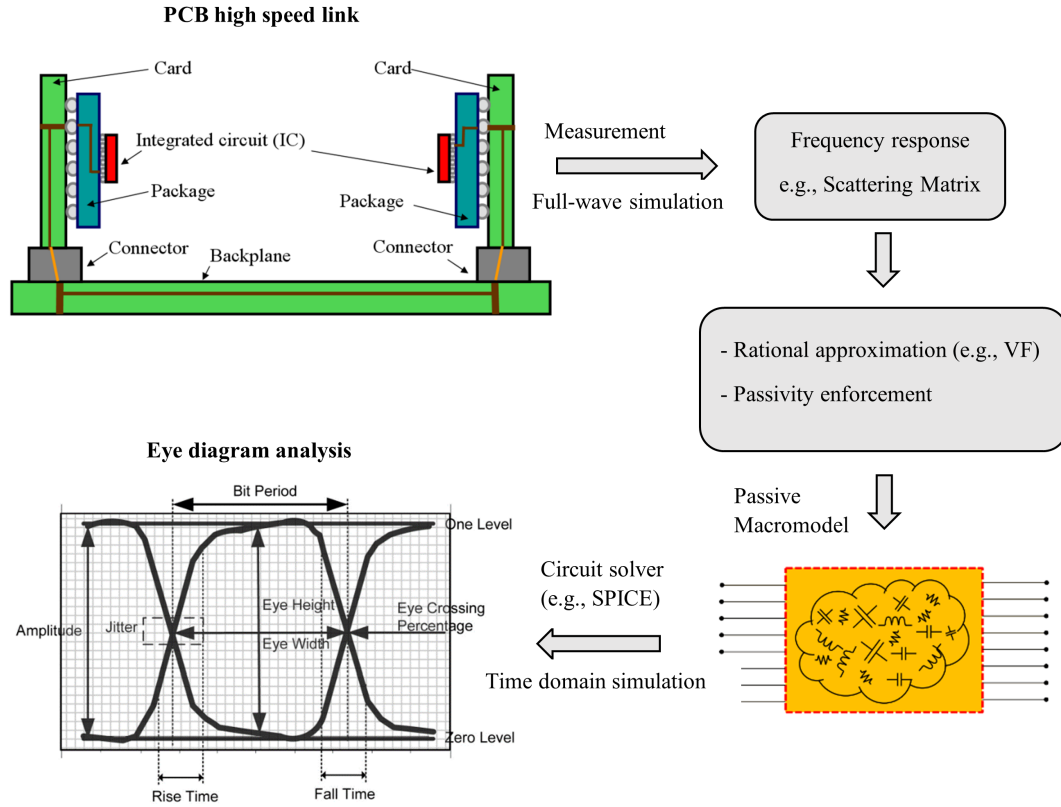 PCB high speed link
Card
Card
Integrated circuit (IC)
Package
Package
Connector
Connector
Backplane
Measurement
Full-wave simulation
Frequency response
e.g., Scattering Matrix
- Rational approximation (e.g., VF)
- Passivity enforcement
Passive
Macromodel
Circuit solver
(e.g., SPICE)
Time domain simulation
Eye diagram analysis
Bit Period
One Level
Eye Height
Eye Crossing
Percentage
Amplitude
Jitter
Eye Width
Zero Level
Rise Time
Fall Time